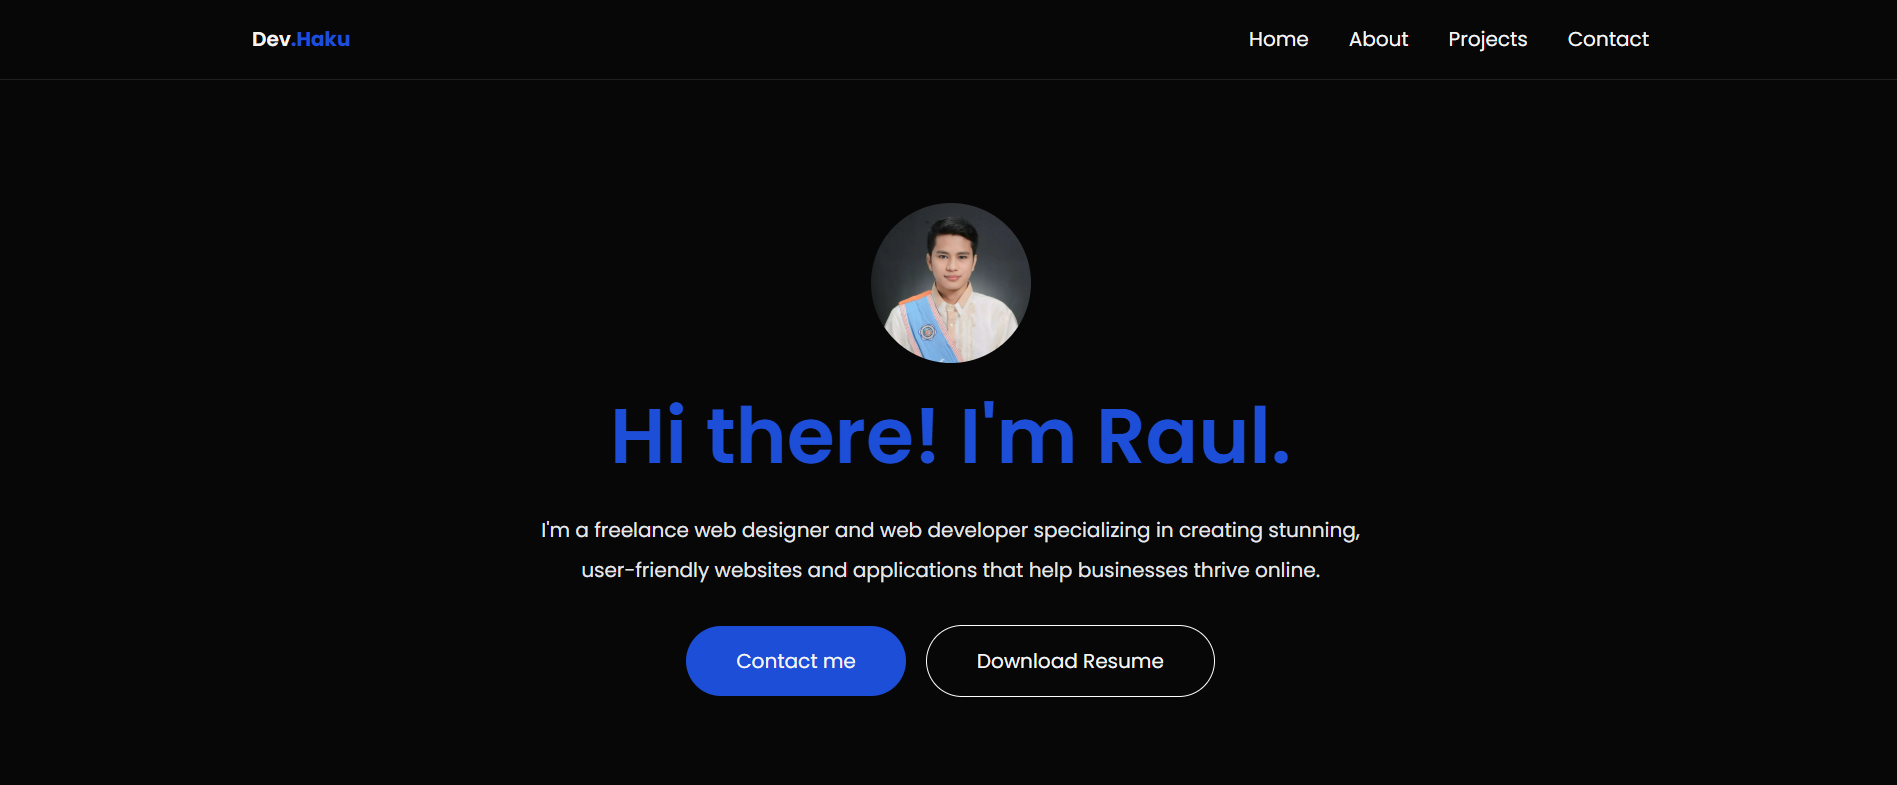 Dev.Haku
Home About Projects Contact
Hi there! I'm Raul.
I'm a freelance web designer and web developer specializing in creating stunning,
user-friendly websites and applications that help businesses thrive online.
Contact me Download Resume